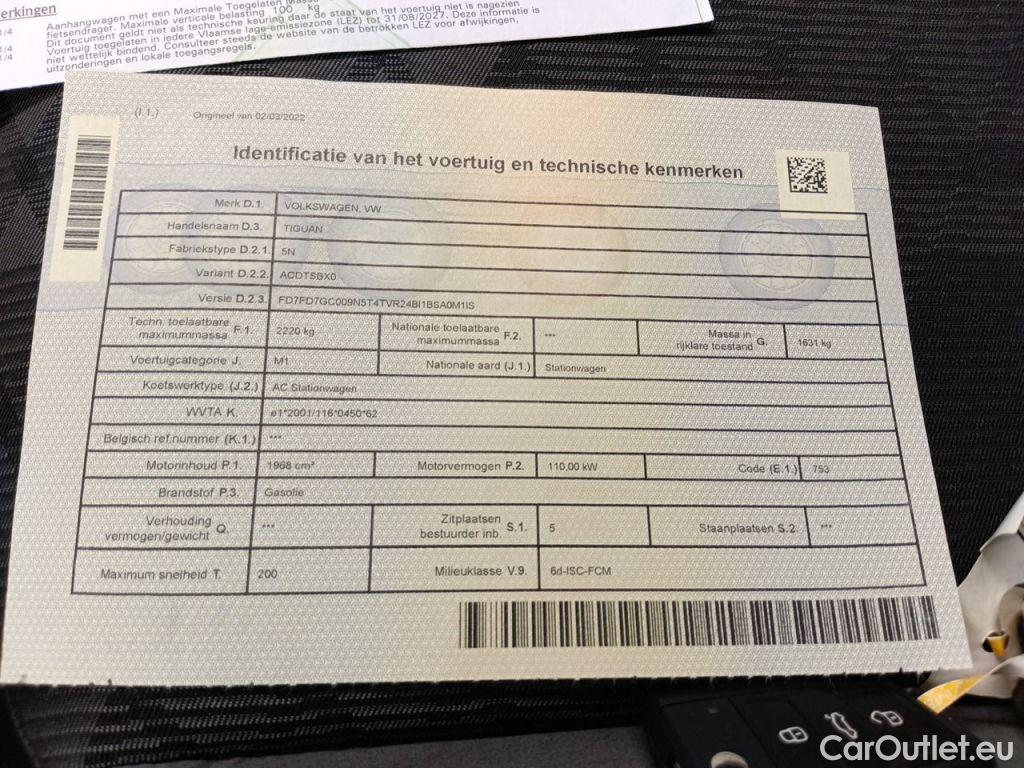 erkingen
1/4 Aanhangwagen met een Maximale Toegelaten Massa
fietsendrager. Maximale verticale belasting 100 kg
1/4 Dit document geldt niet als technische keuring daar de staat van het voertuig niet is nagezien
1/4 Voertuig toegelaten in iedere Vlaamse lage-emissiezone (LEZ) tot 31/08/2027. Deze informatie is
niet wettelijk bindend. Consulteer steeds de website van de betrokken LEZ voor afwijkingen,
uitzonderingen en lokale toegangsregels.
(I.1.) Origineel van 02/03/2022
Identificatie van het voertuig en technische kenmerken
Merk D.1. VOLKSWAGEN, VW
Handelsnaam D.3. TIGUAN
Fabriekstype D.2.1. 5N
Variant D.2.2. ACDTSBX0
Versie D.2.3. FD7FD7GC009N5T4TVR24BI1BSA0M1IS
Techn. toelaatbare maximummassa F.1. 2220 kg Nationale toelaatbare maximummassa F.2. *** Massa in rijklare toestand G. 1631 kg
Voertuigcategorie J. M1 Nationale aard (J.1.) Stationwagen
Koetswerktype (J.2.) AC Stationwagen
WVTA K. e1*2001/116*0450*62
Belgisch ref.nummer (K.1.) ***
Motorinhoud P.1. 1968 cm³ Motorvermogen P.2. 110,00 kW Code (E.1.) 753
Brandstof P.3. Gasolie
Verhouding vermogen/gewicht Q. *** Zitplaatsen bestuurder inb. S.1. 5 Staanplaatsen S.2. ***
Maximum snelheid T. 200 Milieuklasse V.9. 6d-ISC-FCM
CarOutlet.eu